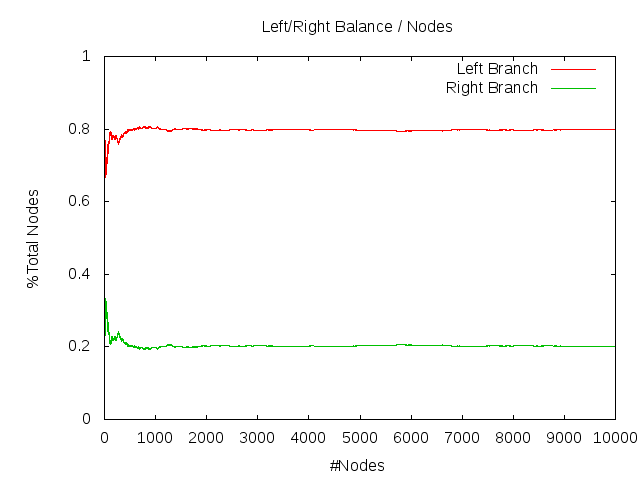 Left/Right Balance / Nodes
Left Branch
Right Branch
1
0.8
0.6
0.4
0.2
0
%Total Nodes
0 1000 2000 3000 4000 5000 6000 7000 8000 9000 10000
#Nodes